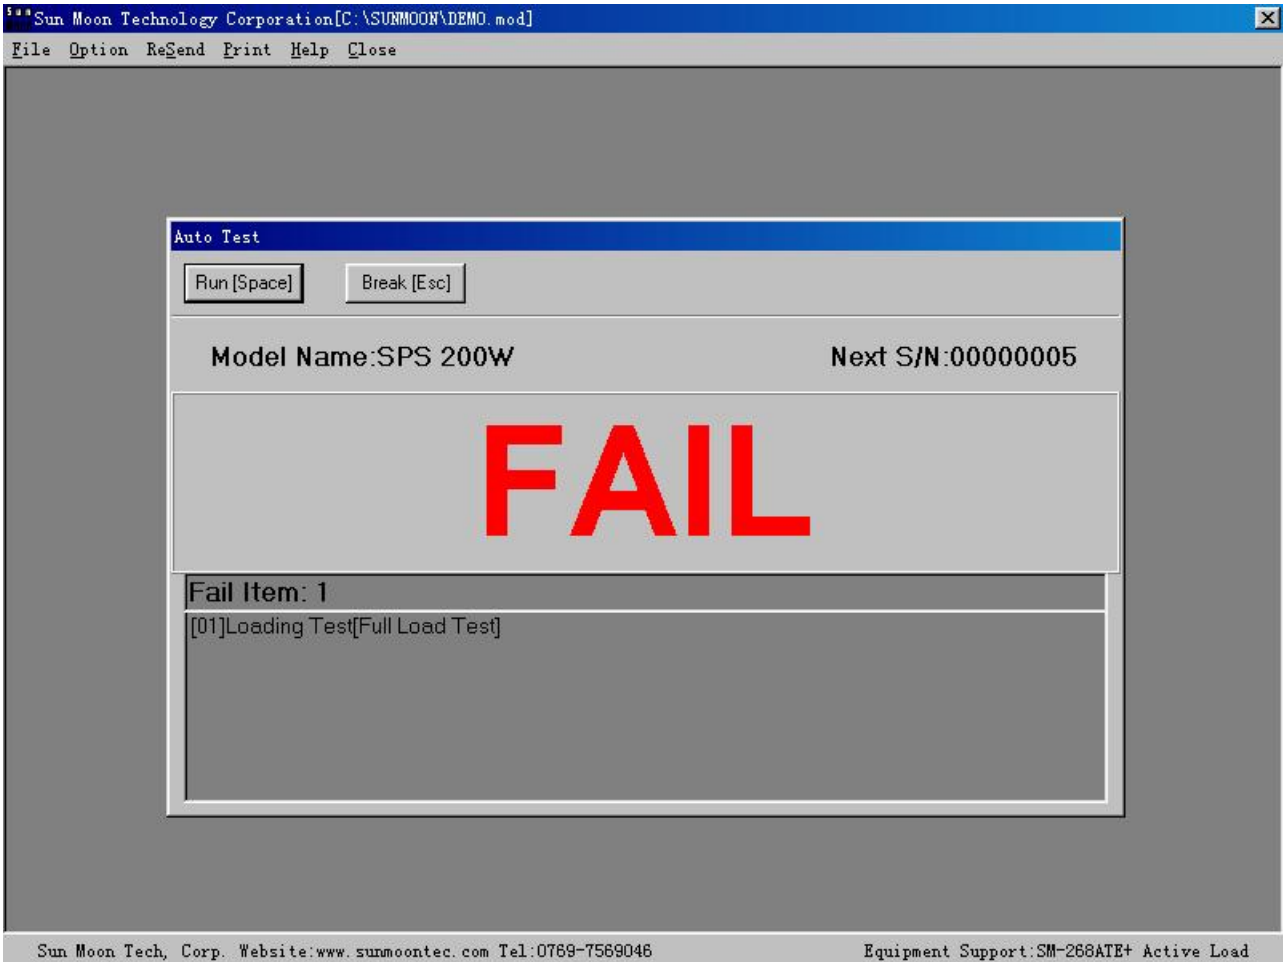 Sun Moon Technology Corporation[C:\SUNMOON\DEMO.mod]
File Option ReSend Print Help Close
Auto Test
Run [Space] Break [Esc]
Model Name:SPS 200W Next S/N:00000005
FAIL
Fail Item: 1
[01]Loading Test[Full Load Test]
Sun Moon Tech, Corp. Website:www.sunmoontec.com Tel:0769-7569046 Equipment Support:SM-268ATE+ Active Load